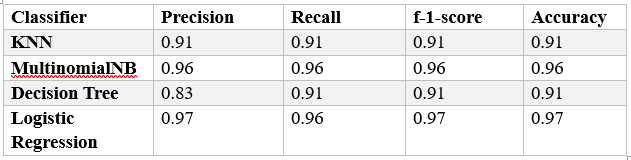 Classifier Precision Recall f-1-score Accuracy
KNN 0.91 0.91 0.91 0.91
MultinomialNB 0.96 0.96 0.96 0.96
Decision Tree 0.83 0.91 0.91 0.91
Logistic 0.97 0.96 0.97 0.97
Regression